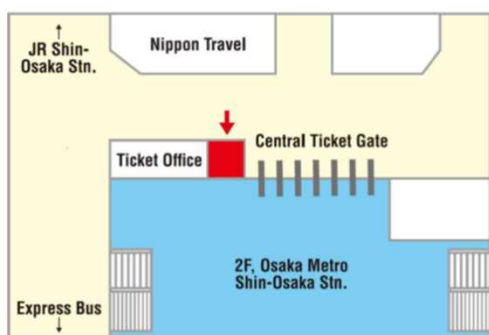 ↑
JR Shin-
Osaka Stn.
Nippon Travel
Central Ticket Gate
Ticket Office
2F, Osaka Metro
Shin-Osaka Stn.
Express Bus
↓